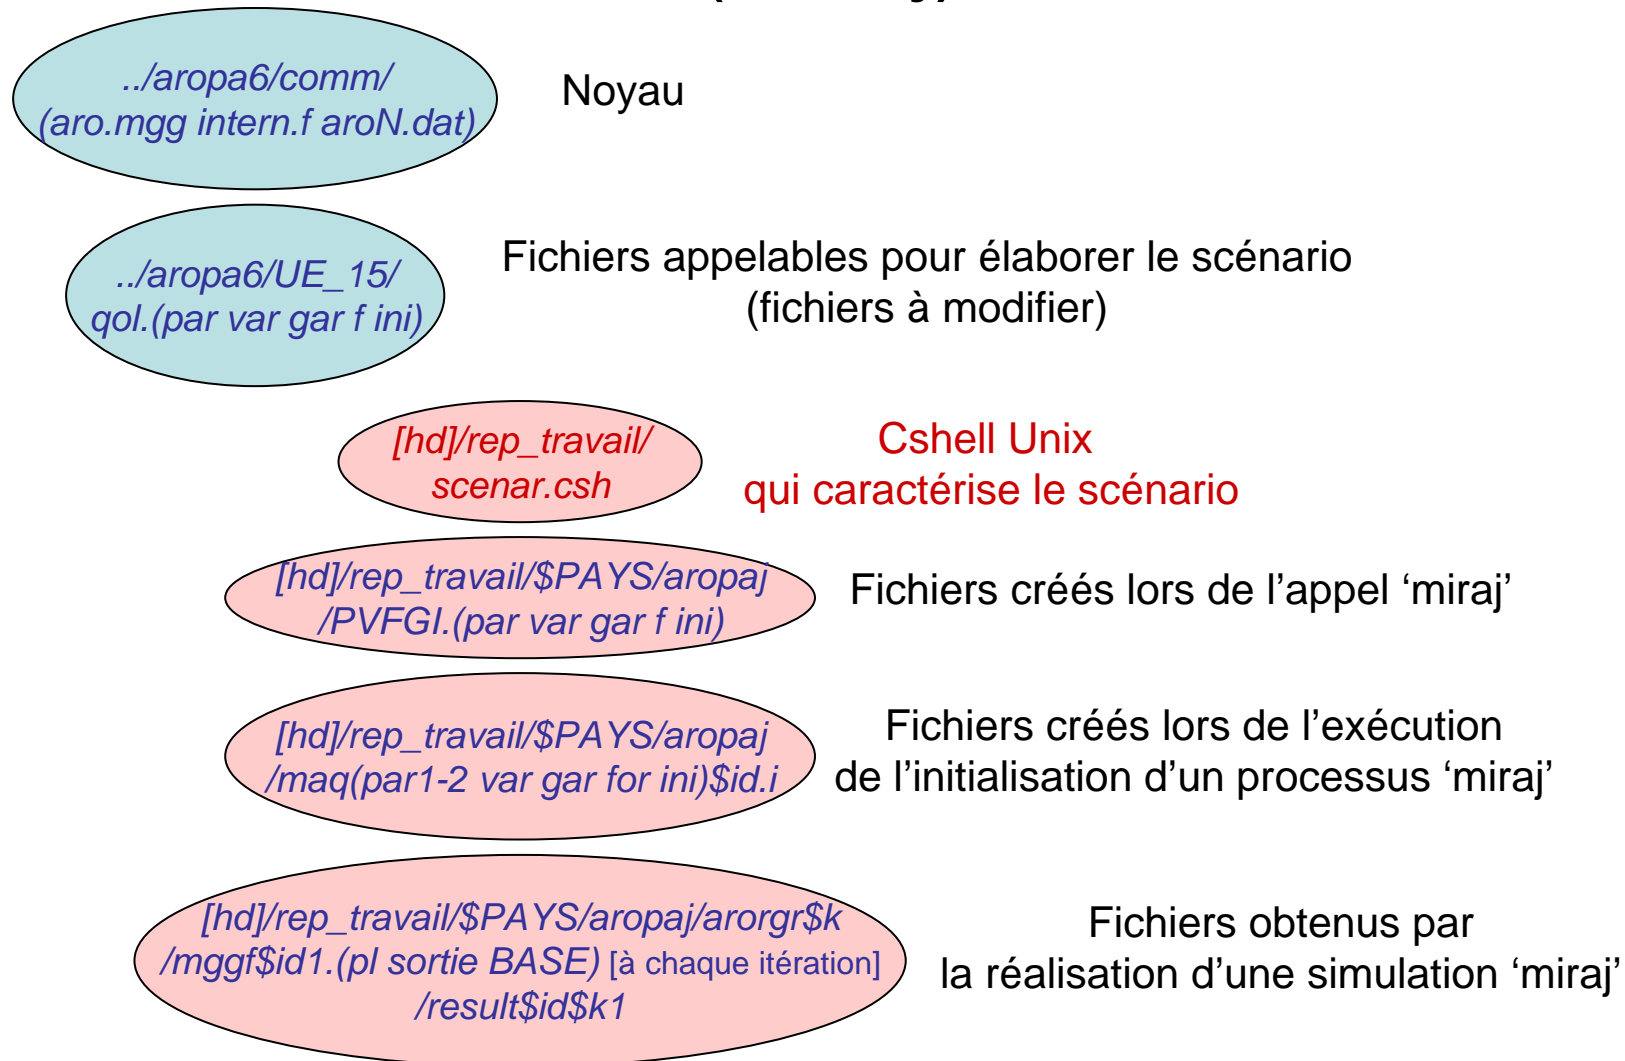 ../aropa6/comm/
(aro.mgg intern.f aroN.dat)
Noyau
../aropa6/UE_15/
qol.(par var gar f ini)
Fichiers appelables pour élaborer le scénario
(fichiers à modifier)
[hd]/rep_travail/
scenar.csh
Cshell Unix
qui caractérise le scénario
[hd]/rep_travail/$PAYS/aropaj
/PVFGI.(par var gar f ini)
Fichiers créés lors de l’appel ‘miraj’
[hd]/rep_travail/$PAYS/aropaj
/maq(par1-2 var gar for ini)$id.i
Fichiers créés lors de l’exécution
de l’initialisation d’un processus ‘miraj’
[hd]/rep_travail/$PAYS/aropaj/arorgr$k
/mggf$id1.(pl sortie BASE) [à chaque itération]
/result$id$k1
Fichiers obtenus par
la réalisation d’une simulation ‘miraj’